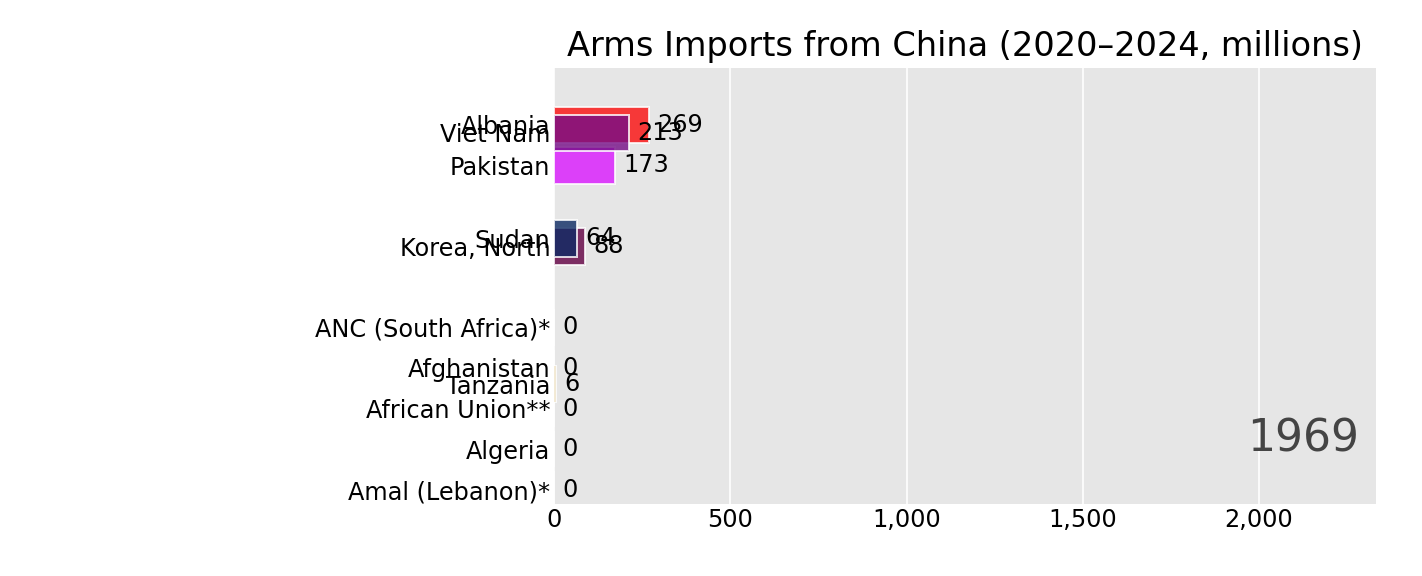 Arms Imports from China (2020–2024, millions)
Albania 269
Viet Nam 213
Pakistan 173
Sudan 64
Korea, North 88
ANC (South Africa)* 0
Afghanistan 0
Tanzania 6
African Union** 0
1969
Algeria 0
Amal (Lebanon)* 0
0 500 1,000 1,500 2,000